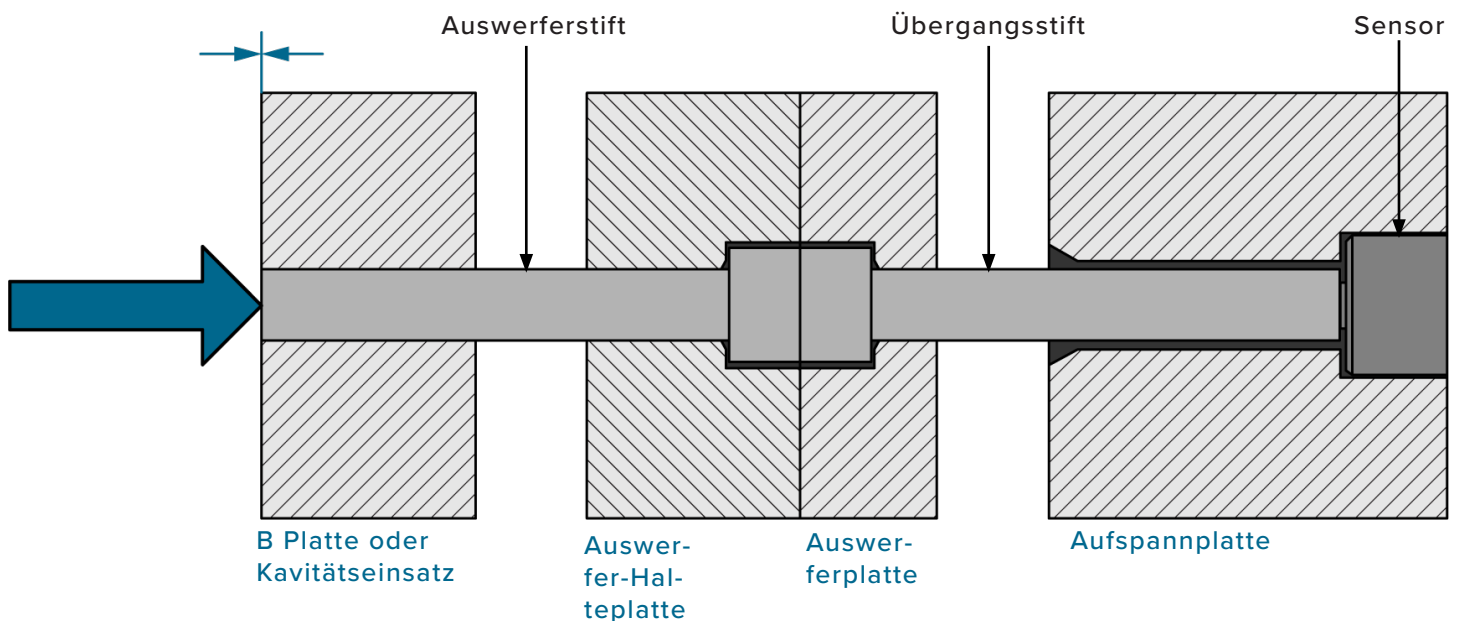 Auswerferstift
Übergangsstift
Sensor
B Platte oder
Kavitätseinsatz
Auswer-
fer-Hal-
teplatte
Auswer-
ferplatte
Aufspannplatte